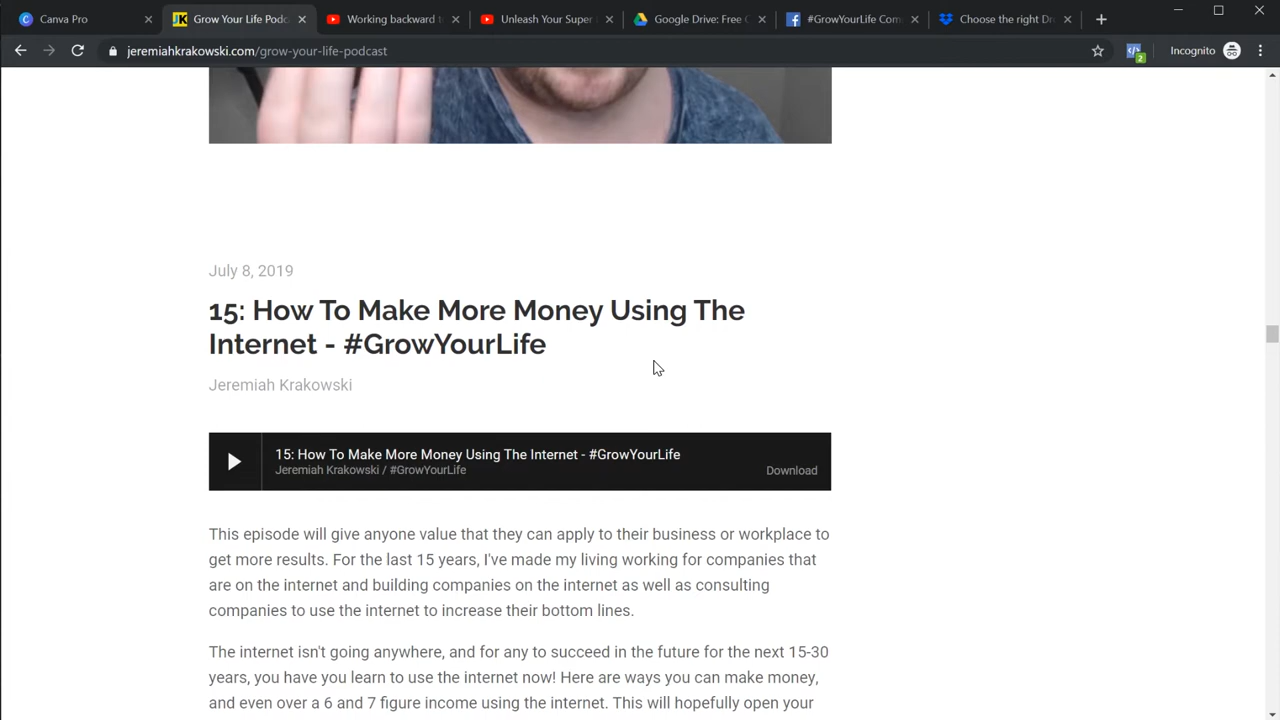 Canva Pro
Grow Your Life Podc
Working backward t
Unleash Your Super
Google Drive: Free C
#GrowYourLife Com
Choose the right Dr
jeremiahkrakowski.com/grow-your-life-podcast
2
Incognito
July 8, 2019
15: How To Make More Money Using The
Internet - #GrowYourLife
Jeremiah Krakowski
15: How To Make More Money Using The Internet - #GrowYourLife
Jeremiah Krakowski / #GrowYourLife
Download
This episode will give anyone value that they can apply to their business or workplace to
get more results. For the last 15 years, I've made my living working for companies that
are on the internet and building companies on the internet as well as consulting
companies to use the internet to increase their bottom lines.
The internet isn't going anywhere, and for any to succeed in the future for the next 15-30
years, you have you learn to use the internet now! Here are ways you can make money,
and even over a 6 and 7 figure income using the internet. This will hopefully open your